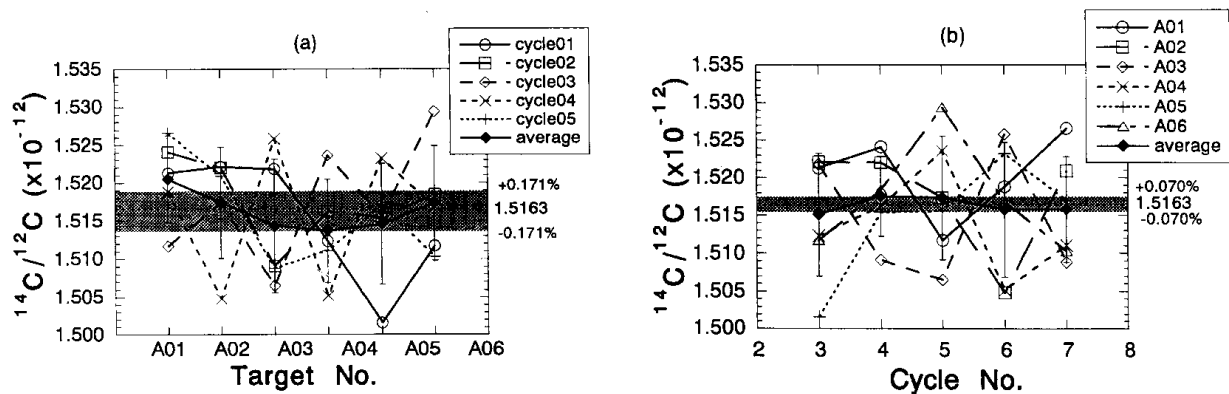 (a)
cycle01
cycle02
cycle03
cycle04
cycle05
average
1.535
1.530
1.525
1.520
1.515
1.510
1.505
1.500
¹⁴C/¹²C (x10⁻¹²)
+0.171%
1.5163
-0.171%
A01 A02 A03 A04 A05 A06
Target No.
(b)
A01
A02
A03
A04
A05
A06
average
1.535
1.530
1.525
1.520
1.515
1.510
1.505
1.500
¹⁴C/¹²C (x10⁻¹²)
+0.070%
1.5163
-0.070%
2 3 4 5 6 7 8
Cycle No.